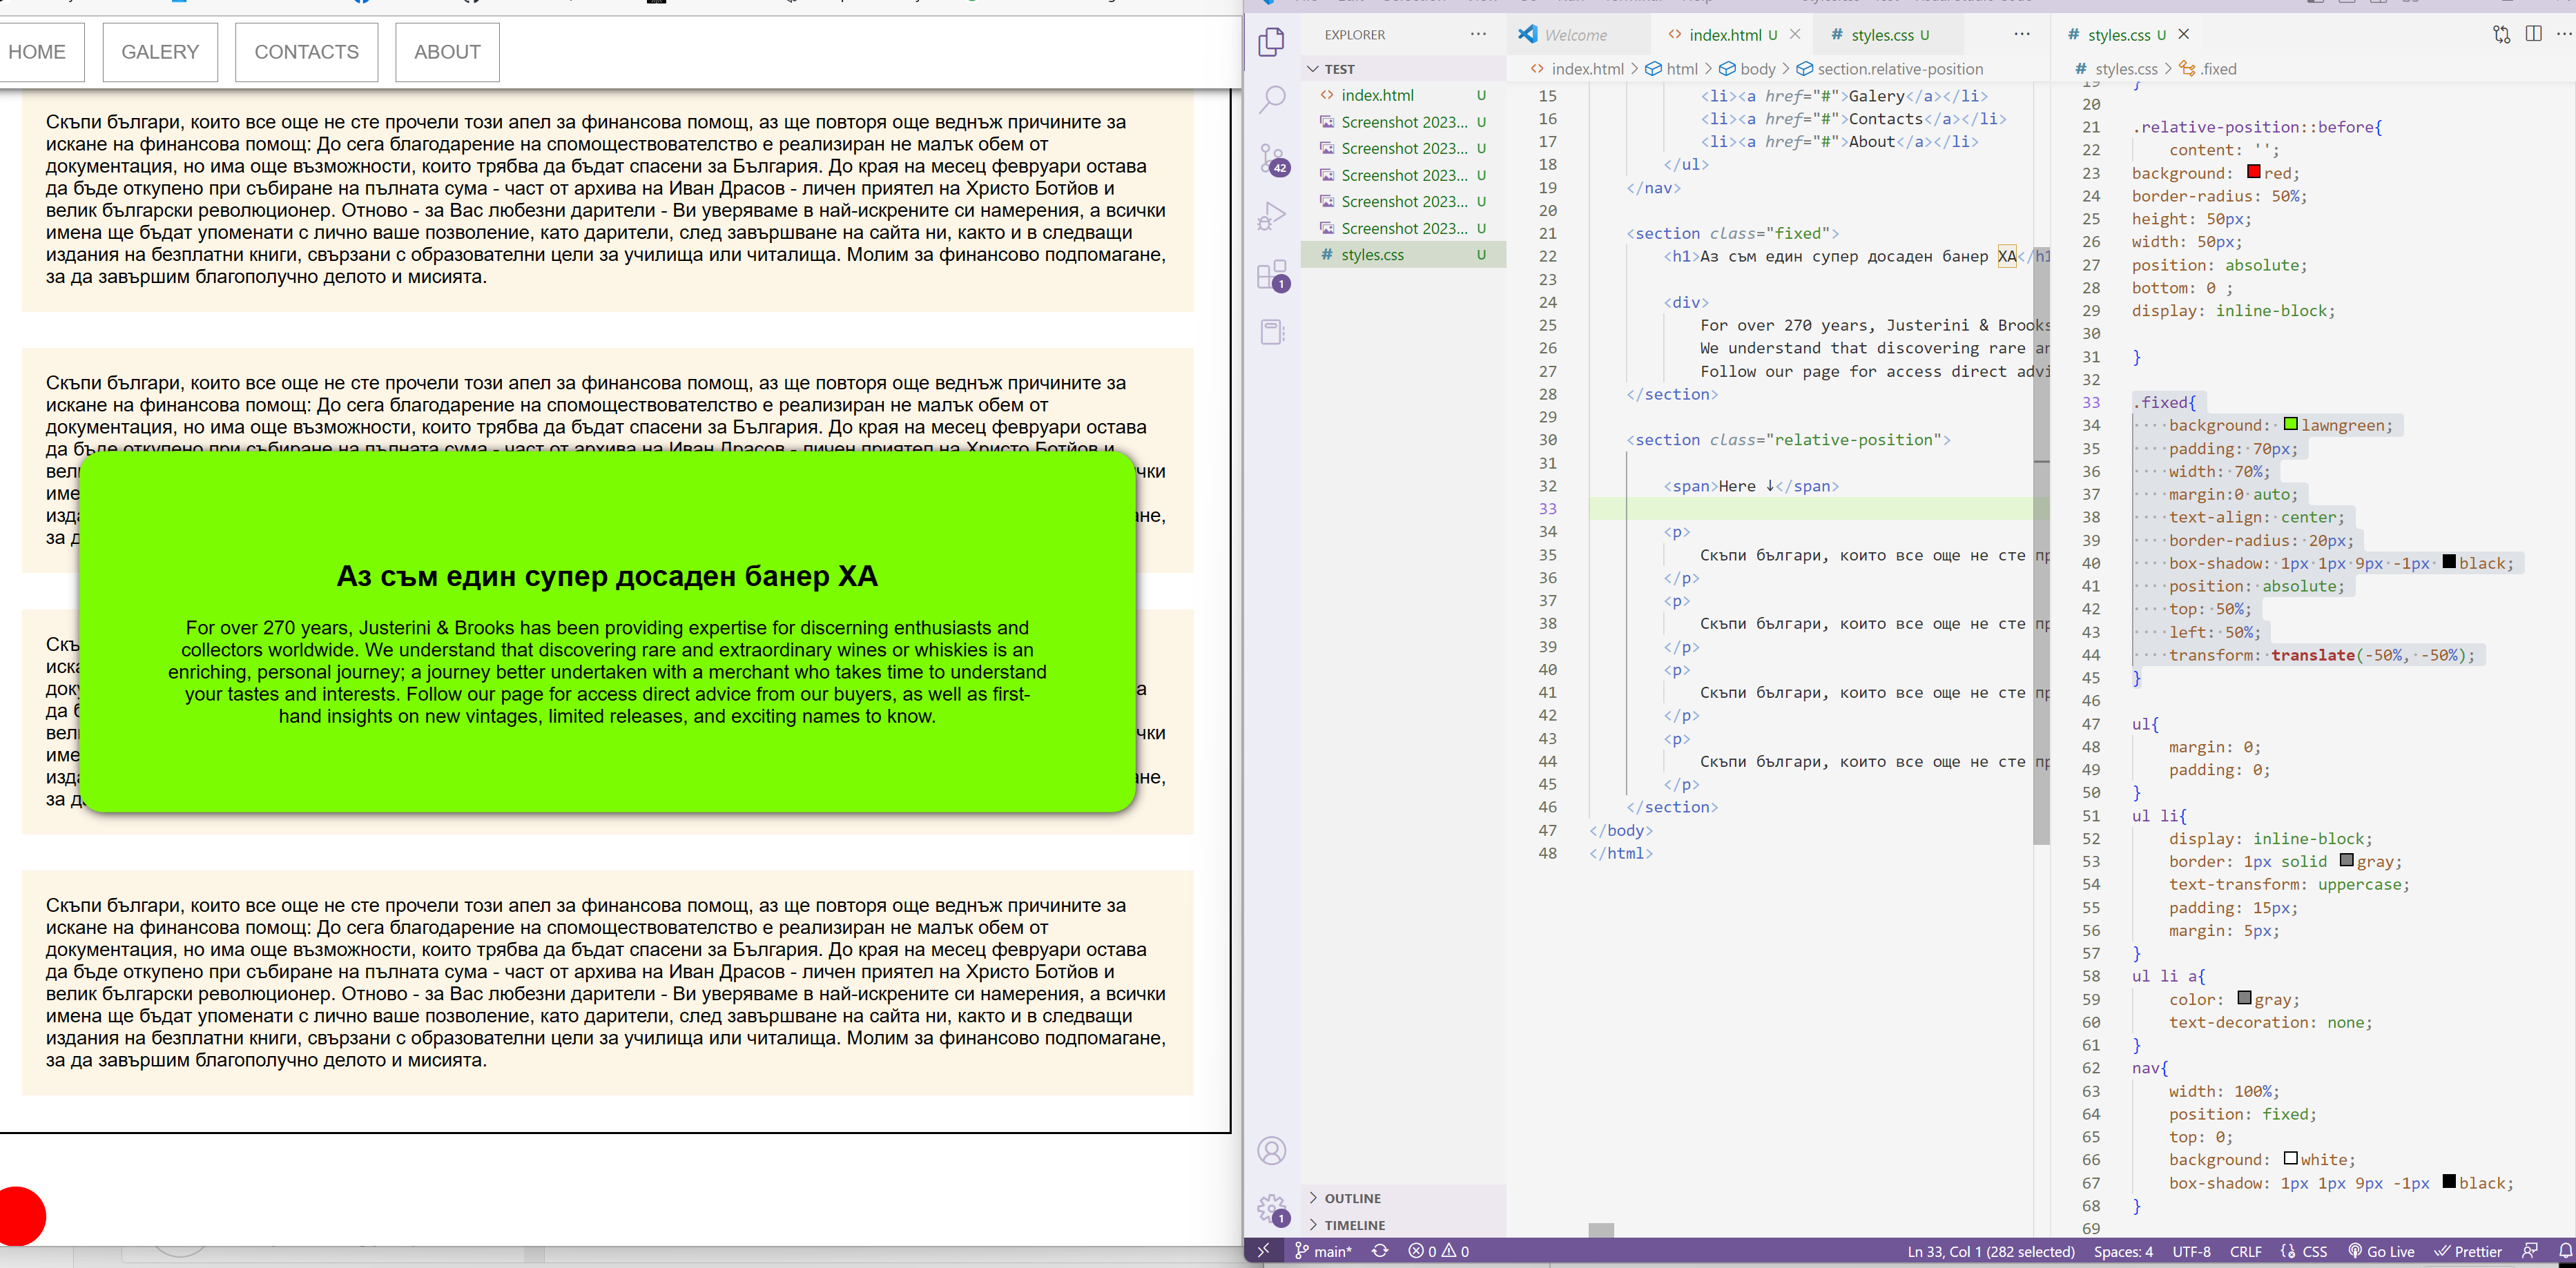 HOME
GALERY
CONTACTS
ABOUT
Скъпи българи, които все още не сте прочели този апел за финансова помощ, аз ще повторя още веднъж причините за
искане на финансова помощ: До сега благодарение на спомоществователство е реализиран не малък обем от
документация, но има още възможности, които трябва да бъдат спасени за България. До края на месец февруари остава
да бъде откупено при събиране на пълната сума - част от архива на Иван Драсов - личен приятел на Христо Ботйов и
велик български революционер. Отново - за Вас любезни дарители - Ви уверяваме в най-искрените си намерения, а всички
имена ще бъдат упоменати с лично ваше позволение, като дарители, след завършване на сайта ни, както и в следващи
издания на безплатни книги, свързани с образователни цели за училища или читалища. Молим за финансово подпомагане,
за да завършим благополучно делото и мисията.
Скъпи българи, които все още не сте прочели този апел за финансова помощ, аз ще повторя още веднъж причините за
искане на финансова помощ: До сега благодарение на спомоществователство е реализиран не малък обем от
документация, но има още възможности, които трябва да бъдат спасени за България. До края на месец февруари остава
да бъде откупено при събиране на пълната сума - част от архива на Иван Драсов - личен приятел на Христо Ботйов и
Аз съм един супер досаден банер ХА
For over 270 years, Justerini & Brooks has been providing expertise for discerning enthusiasts and
collectors worldwide. We understand that discovering rare and extraordinary wines or whiskies is an
enriching, personal journey; a journey better undertaken with a merchant who takes time to understand
your tastes and interests. Follow our page for access direct advice from our buyers, as well as first-
hand insights on new vintages, limited releases, and exciting names to know.
Скъпи българи, които все още не сте прочели този апел за финансова помощ, аз ще повторя още веднъж причините за
искане на финансова помощ: До сега благодарение на спомоществователство е реализиран не малък обем от
документация, но има още възможности, които трябва да бъдат спасени за България. До края на месец февруари остава
да бъде откупено при събиране на пълната сума - част от архива на Иван Драсов - личен приятел на Христо Ботйов и
велик български революционер. Отново - за Вас любезни дарители - Ви уверяваме в най-искрените си намерения, а всички
имена ще бъдат упоменати с лично ваше позволение, като дарители, след завършване на сайта ни, както и в следващи
издания на безплатни книги, свързани с образователни цели за училища или читалища. Молим за финансово подпомагане,
за да завършим благополучно делото и мисията.
42
1
1
EXPLORER
TEST
index.html U
Screenshot 2023... U
Screenshot 2023... U
Screenshot 2023... U
Screenshot 2023... U
Screenshot 2023... U
styles.css U
OUTLINE
TIMELINE
Welcome
index.html U
styles.css U
index.html > html > body > section.relative-position
15 <li><a href="#">Galery</a></li>
16 <li><a href="#">Contacts</a></li>
17 <li><a href="#">About</a></li>
18 </ul>
19 </nav>
20
21 <section class="fixed">
22 <h1>Аз съм един супер досаден банер ХА</h1
23
24 <div>
25 For over 270 years, Justerini & Brooks
26 We understand that discovering rare an
27 Follow our page for access direct advi
28 </section>
29
30 <section class="relative-position">
31
32 <span>Here ↓</span>
33
34 <p>
35 Скъпи българи, които все още не сте пр
36 </p>
37 <p>
38 Скъпи българи, които все още не сте пр
39 </p>
40 <p>
41 Скъпи българи, които все още не сте пр
42 </p>
43 <p>
44 Скъпи българи, които все още не сте пр
45 </p>
46 </section>
47 </body>
48 </html>
styles.css U
styles.css > .fixed
19 }
20
21 .relative-position::before{
22 content: '';
23 background: red;
24 border-radius: 50%;
25 height: 50px;
26 width: 50px;
27 position: absolute;
28 bottom: 0 ;
29 display: inline-block;
30
31 }
32
33 .fixed{
34 background: lawngreen;
35 padding: 70px;
36 width: 70%;
37 margin:0 auto;
38 text-align: center;
39 border-radius: 20px;
40 box-shadow: 1px 1px 9px -1px black;
41 position: absolute;
42 top: 50%;
43 left: 50%;
44 transform: translate(-50%, -50%);
45 }
46
47 ul{
48 margin: 0;
49 padding: 0;
50 }
51 ul li{
52 display: inline-block;
53 border: 1px solid gray;
54 text-transform: uppercase;
55 padding: 15px;
56 margin: 5px;
57 }
58 ul li a{
59 color: gray;
60 text-decoration: none;
61 }
62 nav{
63 width: 100%;
64 position: fixed;
65 top: 0;
66 background: white;
67 box-shadow: 1px 1px 9px -1px black;
68 }
69
main* 0 0 Ln 33, Col 1 (282 selected) Spaces: 4 UTF-8 CRLF CSS Go Live Prettier